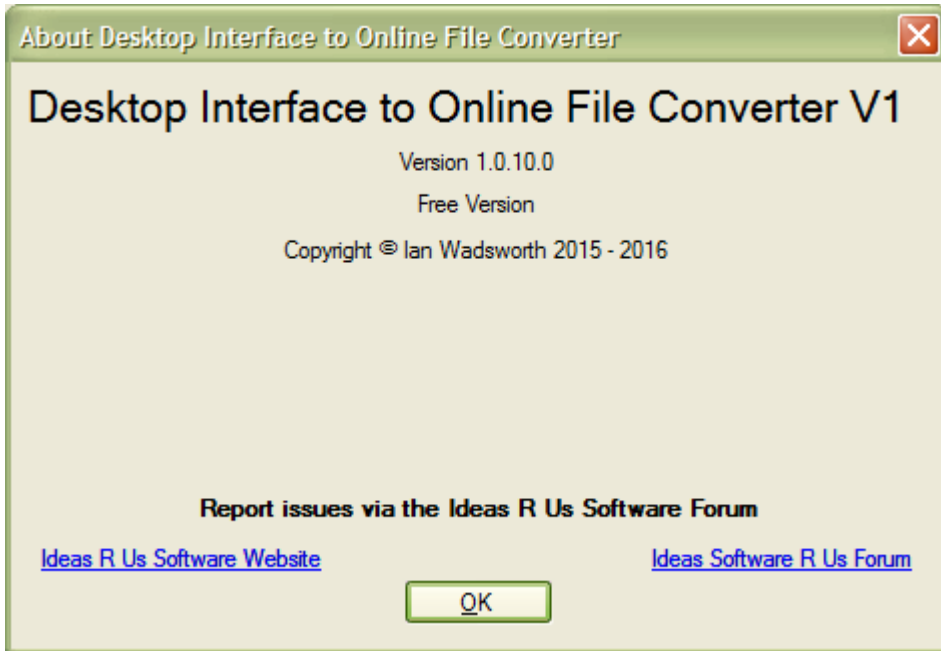 About Desktop Interface to Online File Converter
Desktop Interface to Online File Converter V1
Version 1.0.10.0
Free Version
Copyright © Ian Wadsworth 2015 - 2016
Report issues via the Ideas R Us Software Forum
Ideas R Us Software Website
Ideas Software R Us Forum
OK